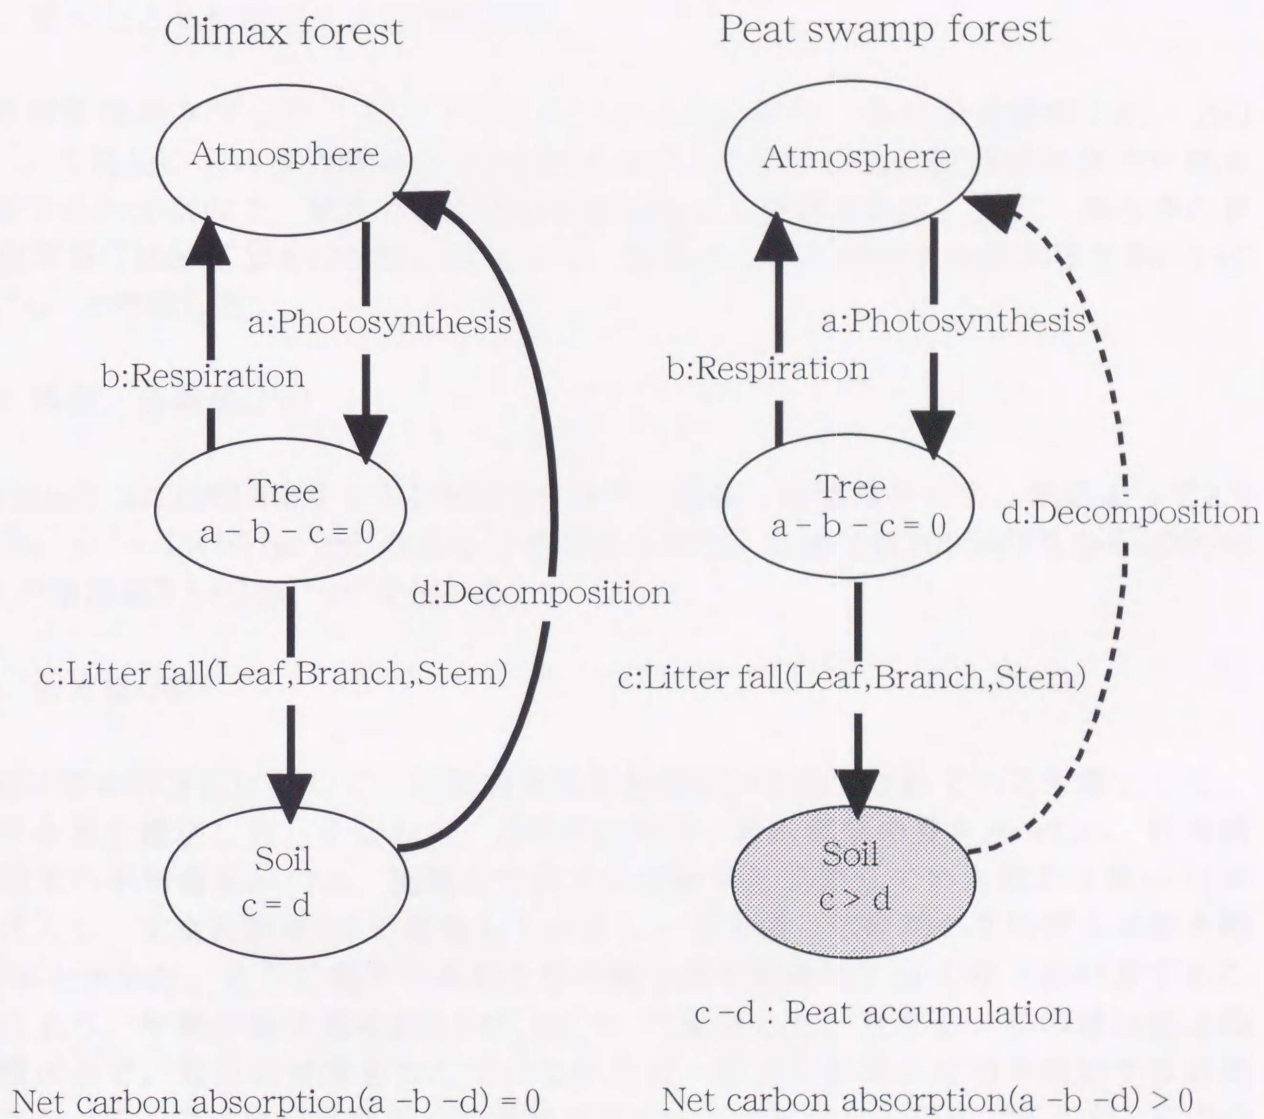 Climax forest
Atmosphere
a:Photosynthesis
b:Respiration
Tree
a - b - c = 0
d:Decomposition
c:Litter fall(Leaf,Branch,Stem)
Soil
c = d
Net carbon absorption(a -b -d) = 0
Peat swamp forest
Atmosphere
a:Photosynthesis
b:Respiration
Tree
a - b - c = 0
d:Decomposition
c:Litter fall(Leaf,Branch,Stem)
Soil
c > d
c -d : Peat accumulation
Net carbon absorption(a -b -d) > 0